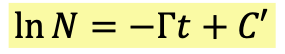 ln N = −Γt + C′